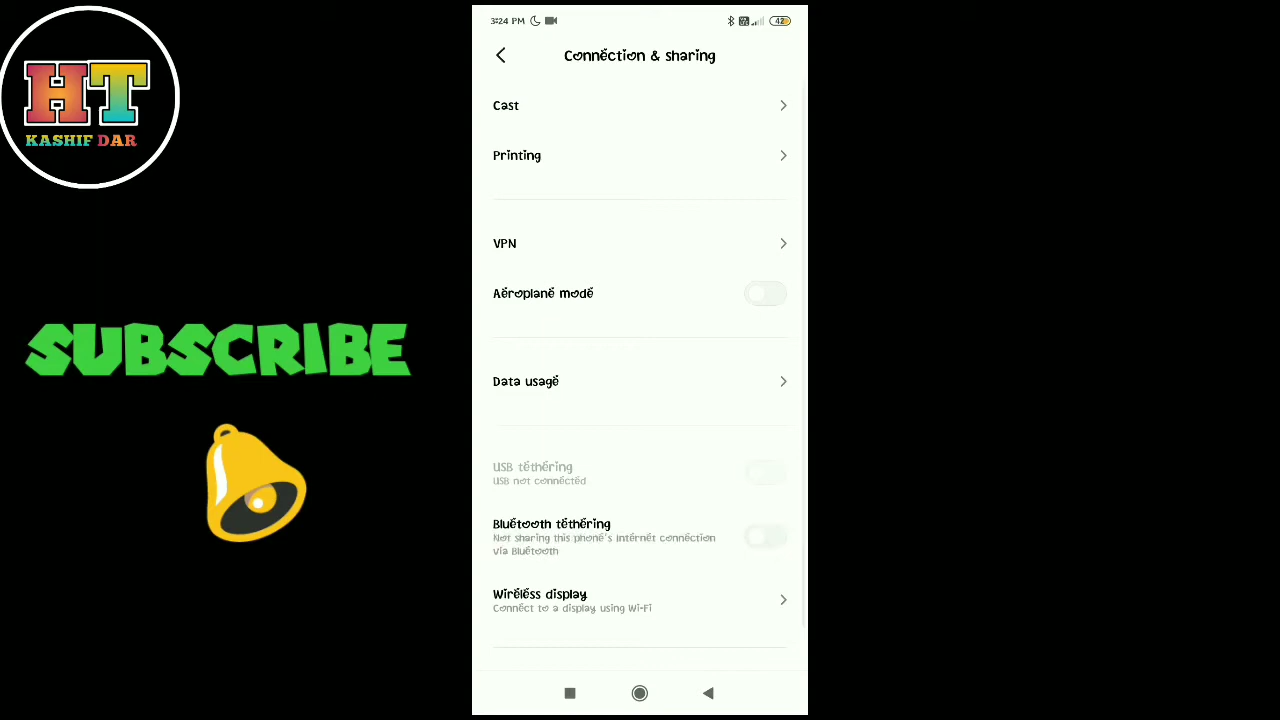 HT
KASHIF DAR
SUBSCRIBE
3:24 PM
42
Connection & sharing
Cast
Printing
VPN
Aeroplane mode
Data usage
USB tethering
USB not connected
Bluetooth tethering
Not sharing this phone's Internet connection
via Bluetooth
Wireless display
Connect to a display using Wi-Fi